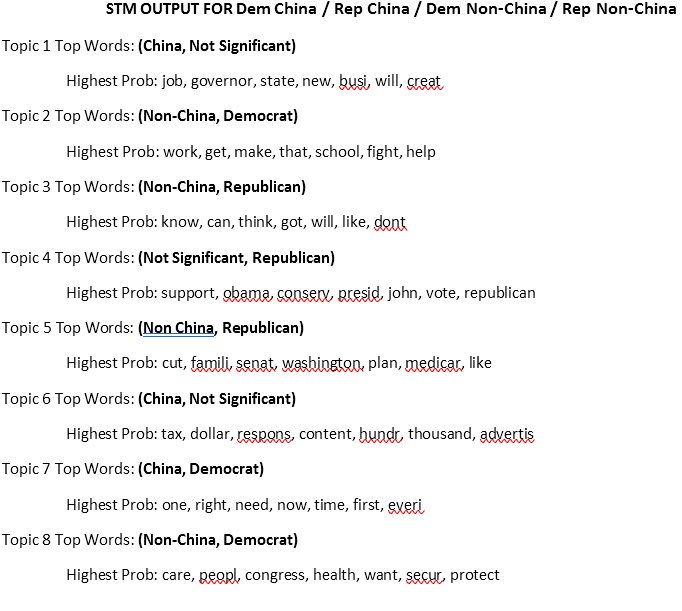 STM OUTPUT FOR Dem China / Rep China / Dem Non-China / Rep Non-China
Topic 1 Top Words: (China, Not Significant)
Highest Prob: job, governor, state, new, busi, will, creat
Topic 2 Top Words: (Non-China, Democrat)
Highest Prob: work, get, make, that, school, fight, help
Topic 3 Top Words: (Non-China, Republican)
Highest Prob: know, can, think, got, will, like, dont
Topic 4 Top Words: (Not Significant, Republican)
Highest Prob: support, obama, conserv, presid, john, vote, republican
Topic 5 Top Words: (Non China, Republican)
Highest Prob: cut, famili, senat, washington, plan, medicar, like
Topic 6 Top Words: (China, Not Significant)
Highest Prob: tax, dollar, respons, content, hundr, thousand, advertis
Topic 7 Top Words: (China, Democrat)
Highest Prob: one, right, need, now, time, first, everi
Topic 8 Top Words: (Non-China, Democrat)
Highest Prob: care, peopl, congress, health, want, secur, protect